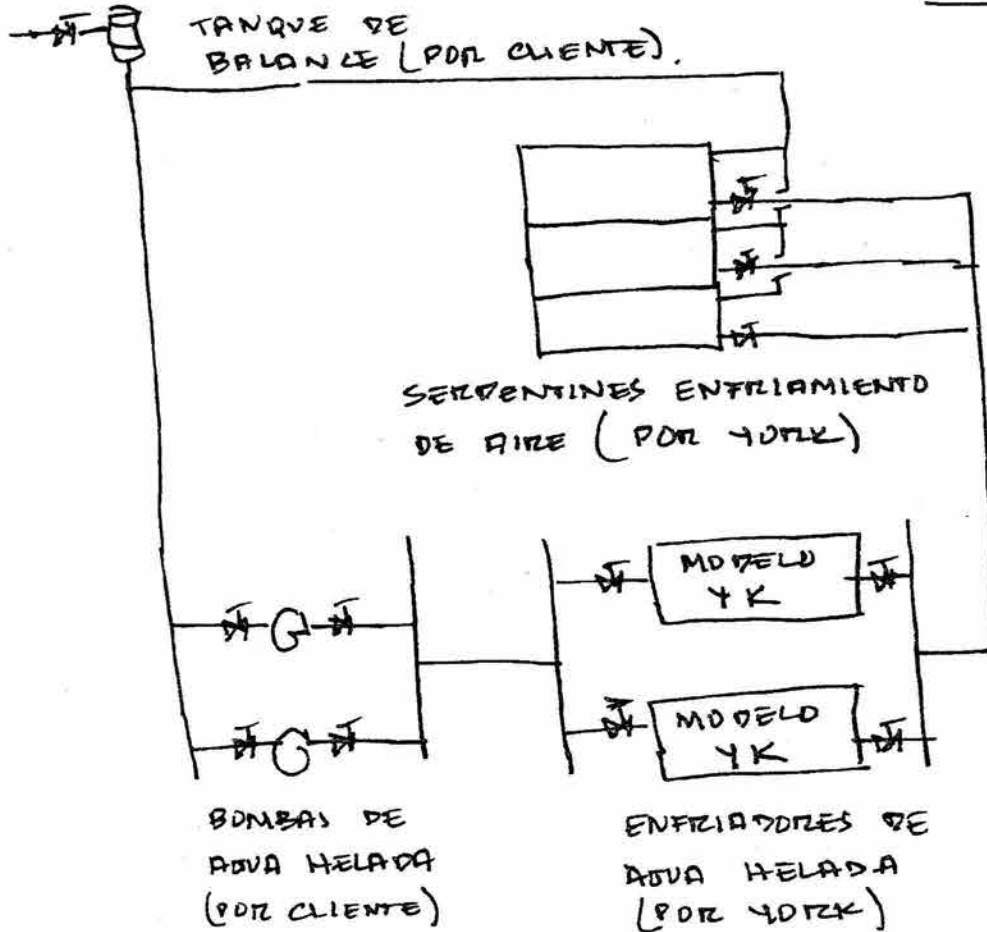 TANQUE DE
BALANCE (POR CLIENTE).
SERPENTINES ENFRIAMIENTO
DE AIRE (POR YORK)
MODELO
YK
MODELO
YK
BOMBAS DE
AGUA HELADA
(POR CLIENTE)
ENFRIADORES DE
AGUA HELADA
(POR YORK)